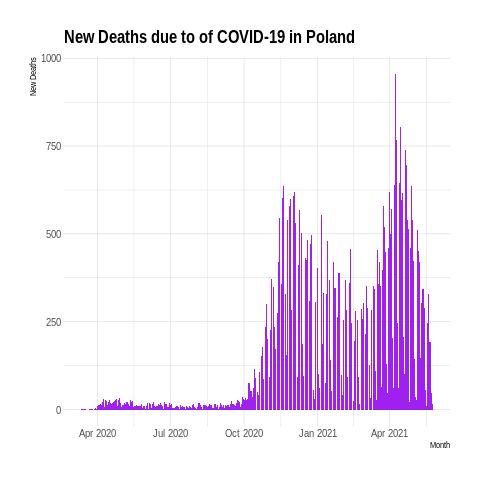 New Deaths due to of COVID-19 in Poland
New Deaths
1000
750
500
250
0
Apr 2020
Jul 2020
Oct 2020
Jan 2021
Apr 2021
Month